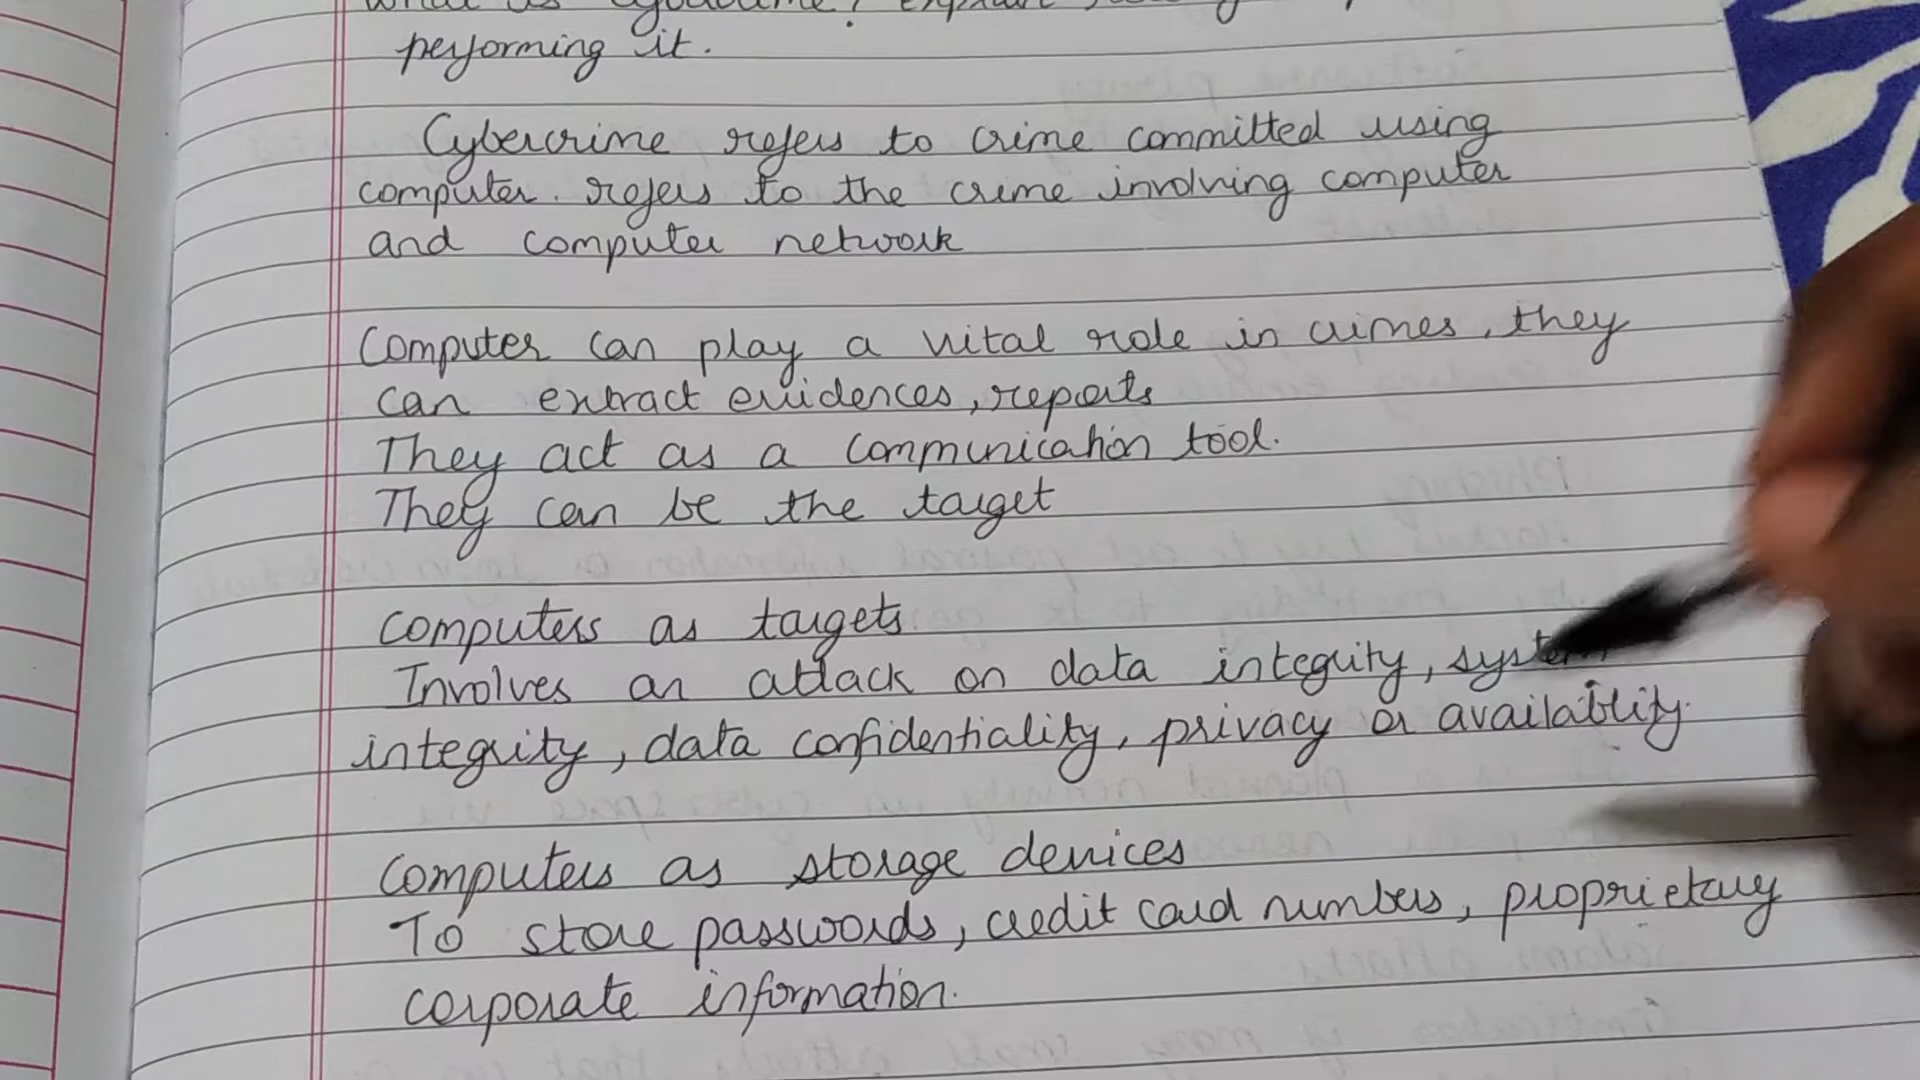 performing it.
Cybercrime refers to crime committed using
computer. refers to the crime involving computer
and computer network
Computer can play a vital role in crimes, they
can extract evidences, reports
They act as a communication tool.
They can be the target
Computers as targets
Involves an attack on data integrity, system
integrity, data confidentiality, privacy or availability.
Computers as storage devices
To store passwords, credit card numbers, proprietary
corporate information.